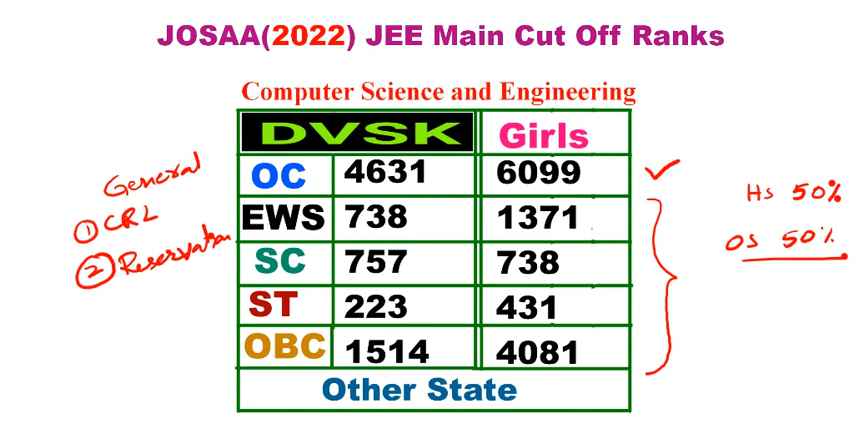 JOSAA(2022) JEE Main Cut Off Ranks
Computer Science and Engineering
DVSK Girls
OC 4631 6099
EWS 738 1371
SC 757 738
ST 223 431
OBC 1514 4081
Other State
General
① CRL
② Reservation
HS 50%
OS 50%